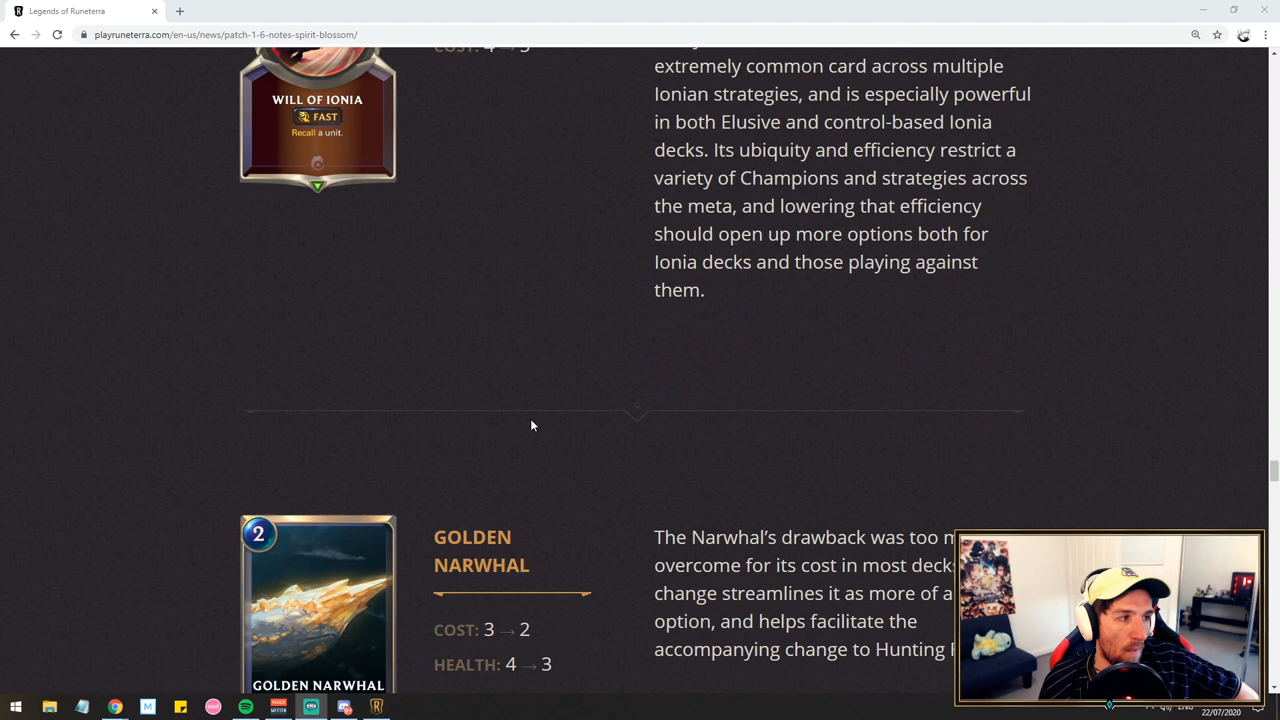 Legends of Runeterra
playruneterra.com/en-us/news/patch-1-6-notes-spirit-blossom/
WILL OF IONIA
FAST
Recall a unit.
extremely common card across multiple
Ionian strategies, and is especially powerful
in both Elusive and control-based Ionia
decks. Its ubiquity and efficiency restrict a
variety of Champions and strategies across
the meta, and lowering that efficiency
should open up more options both for
Ionia decks and those playing against
them.
2
GOLDEN NARWHAL
GOLDEN
NARWHAL
COST: 3 → 2
HEALTH: 4 → 3
The Narwhal's drawback was too
overcome for its cost in most decks
change streamlines it as more of a
option, and helps facilitate the
accompanying change to Hunting
22/07/2020